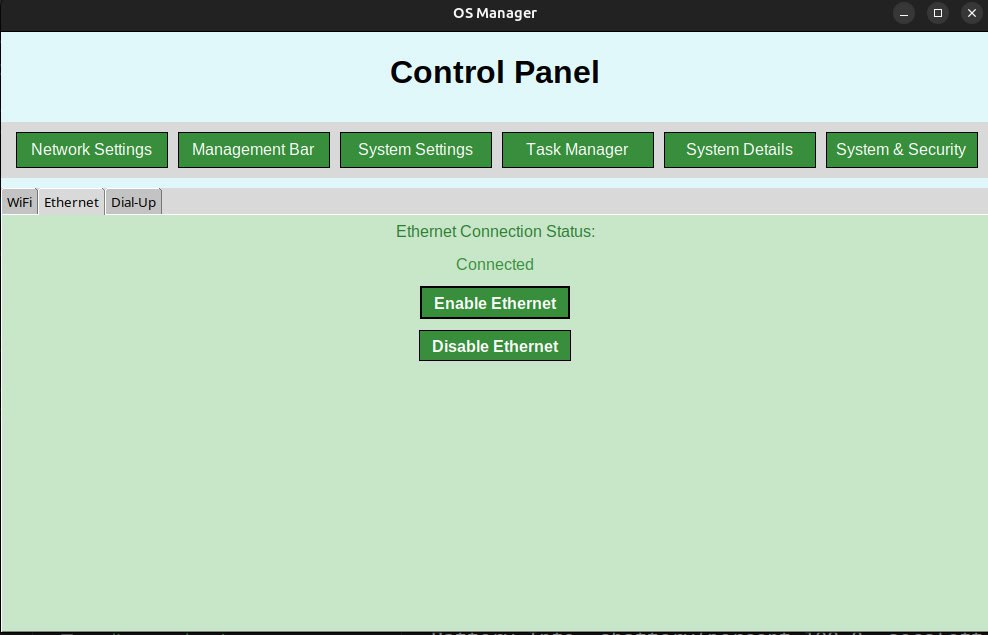 OS Manager
Control Panel
Network Settings Management Bar System Settings Task Manager System Details System & Security
WiFi Ethernet Dial-Up
Ethernet Connection Status:
Connected
Enable Ethernet
Disable Ethernet